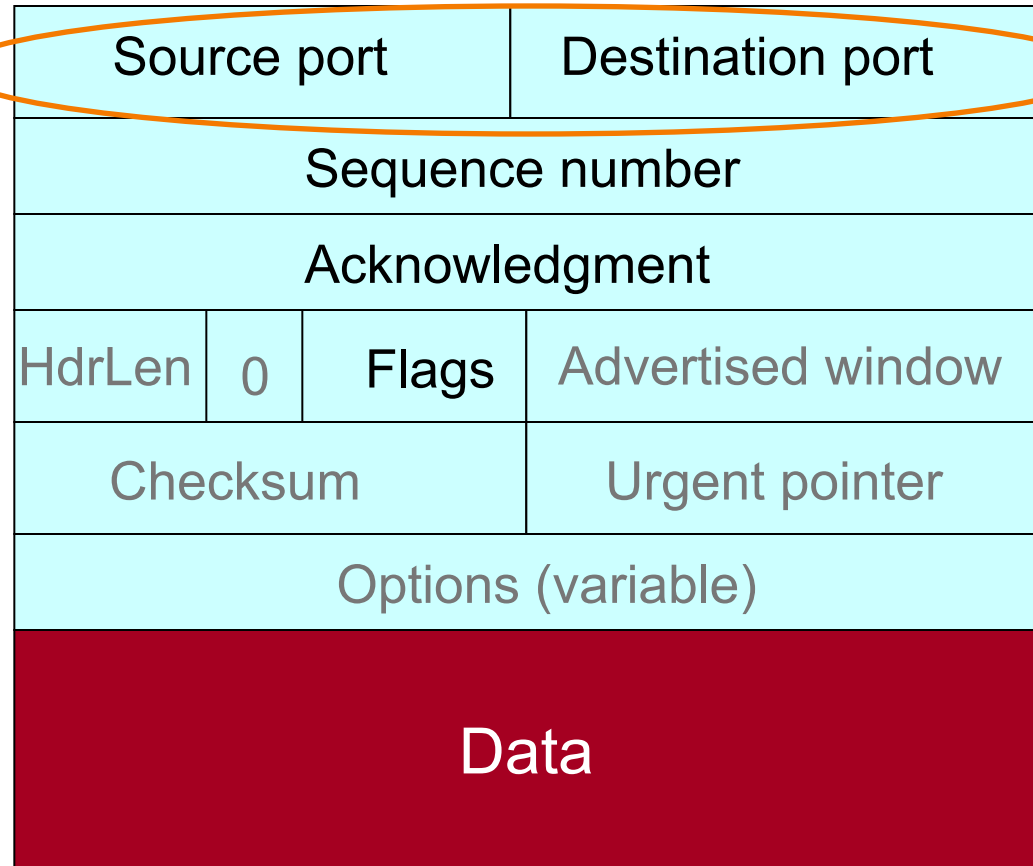 Source port Destination port
Sequence number
Acknowledgment
HdrLen 0 Flags Advertised window
Checksum Urgent pointer
Options (variable)
Data